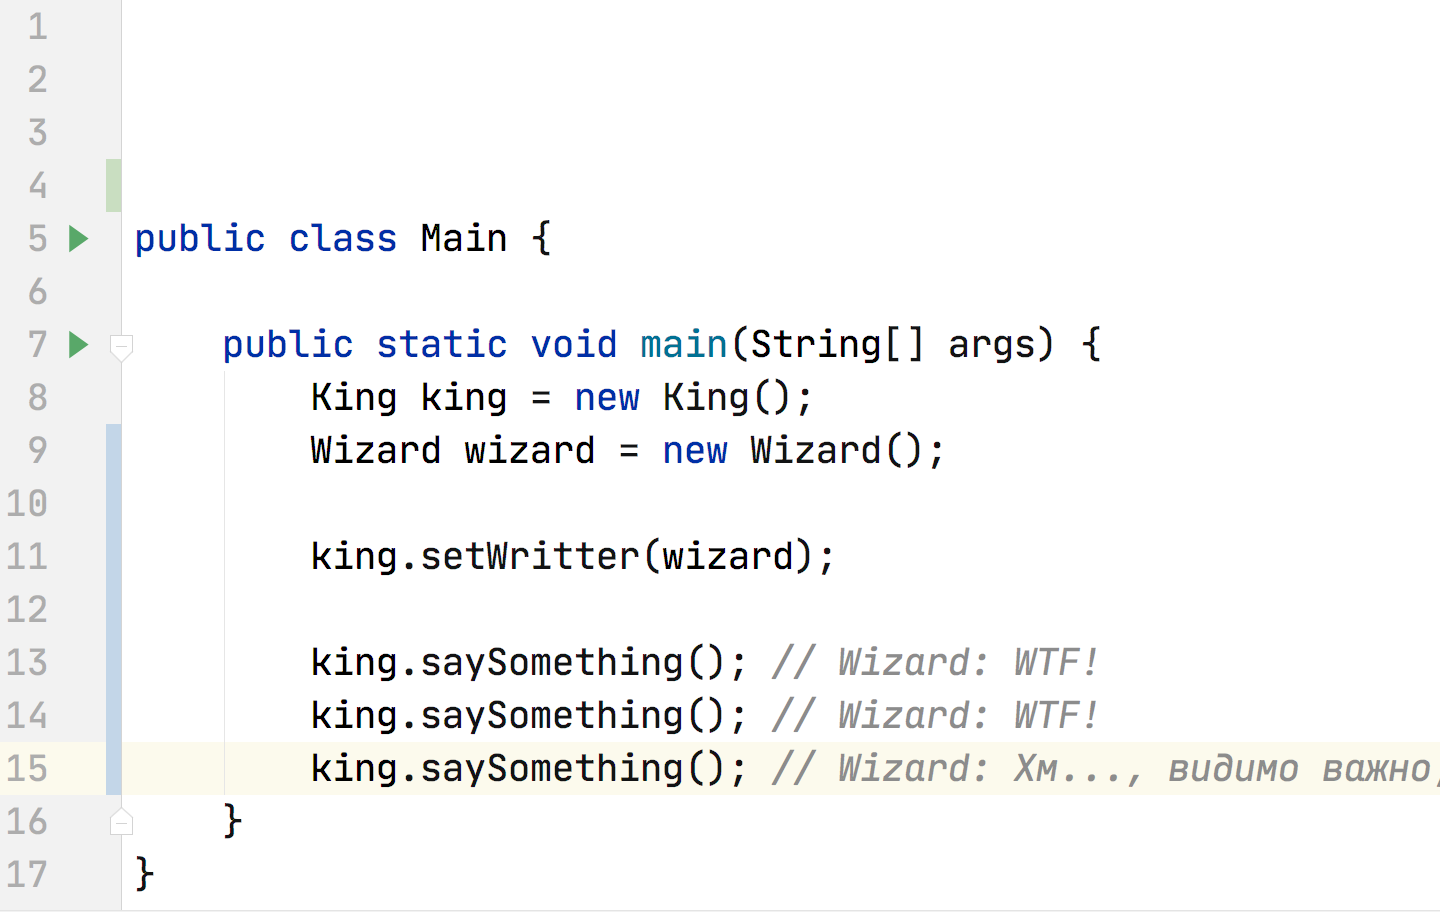 1
2
3
4
5 public class Main {
6
7 public static void main(String[] args) {
8 King king = new King();
9 Wizard wizard = new Wizard();
10
11 king.setWritter(wizard);
12
13 king.saySomething(); // Wizard: WTF!
14 king.saySomething(); // Wizard: WTF!
15 king.saySomething(); // Wizard: Хм..., видимо важно,
16 }
17 }